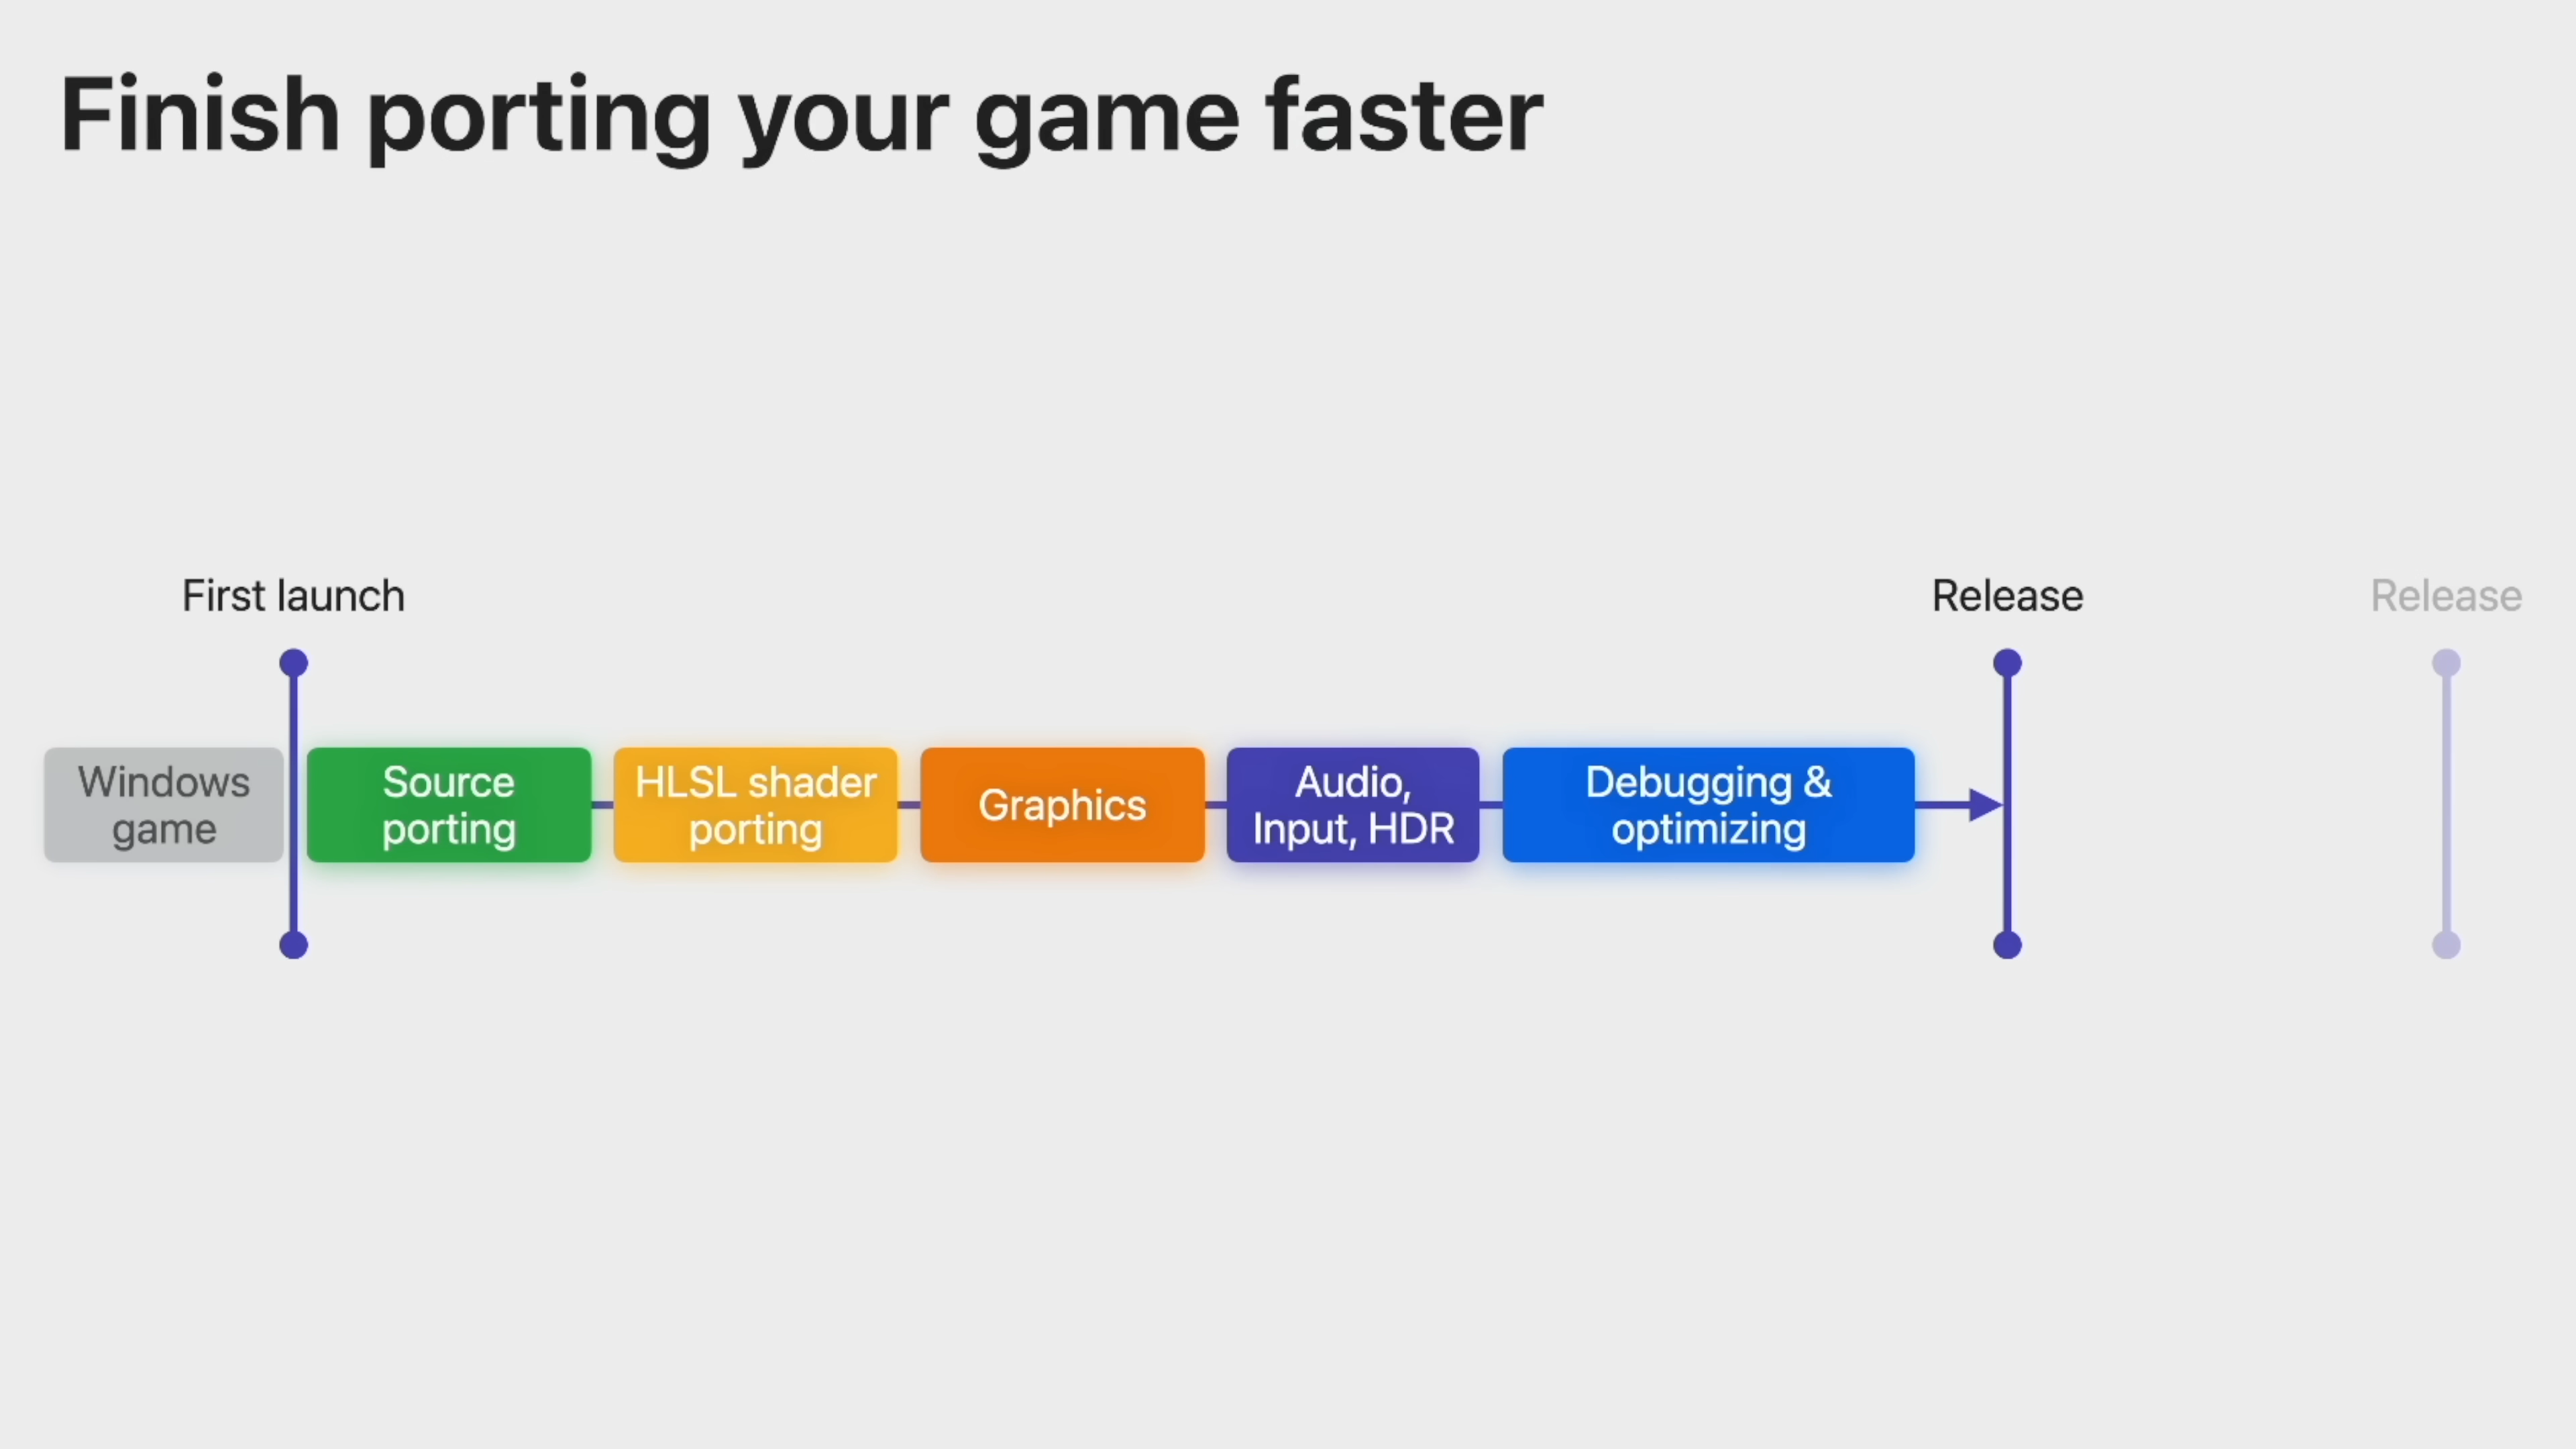 Finish porting your game faster
First launch
Release
Release
Windows
game
Source
porting
HLSL shader
porting
Graphics
Audio,
Input, HDR
Debugging &
optimizing